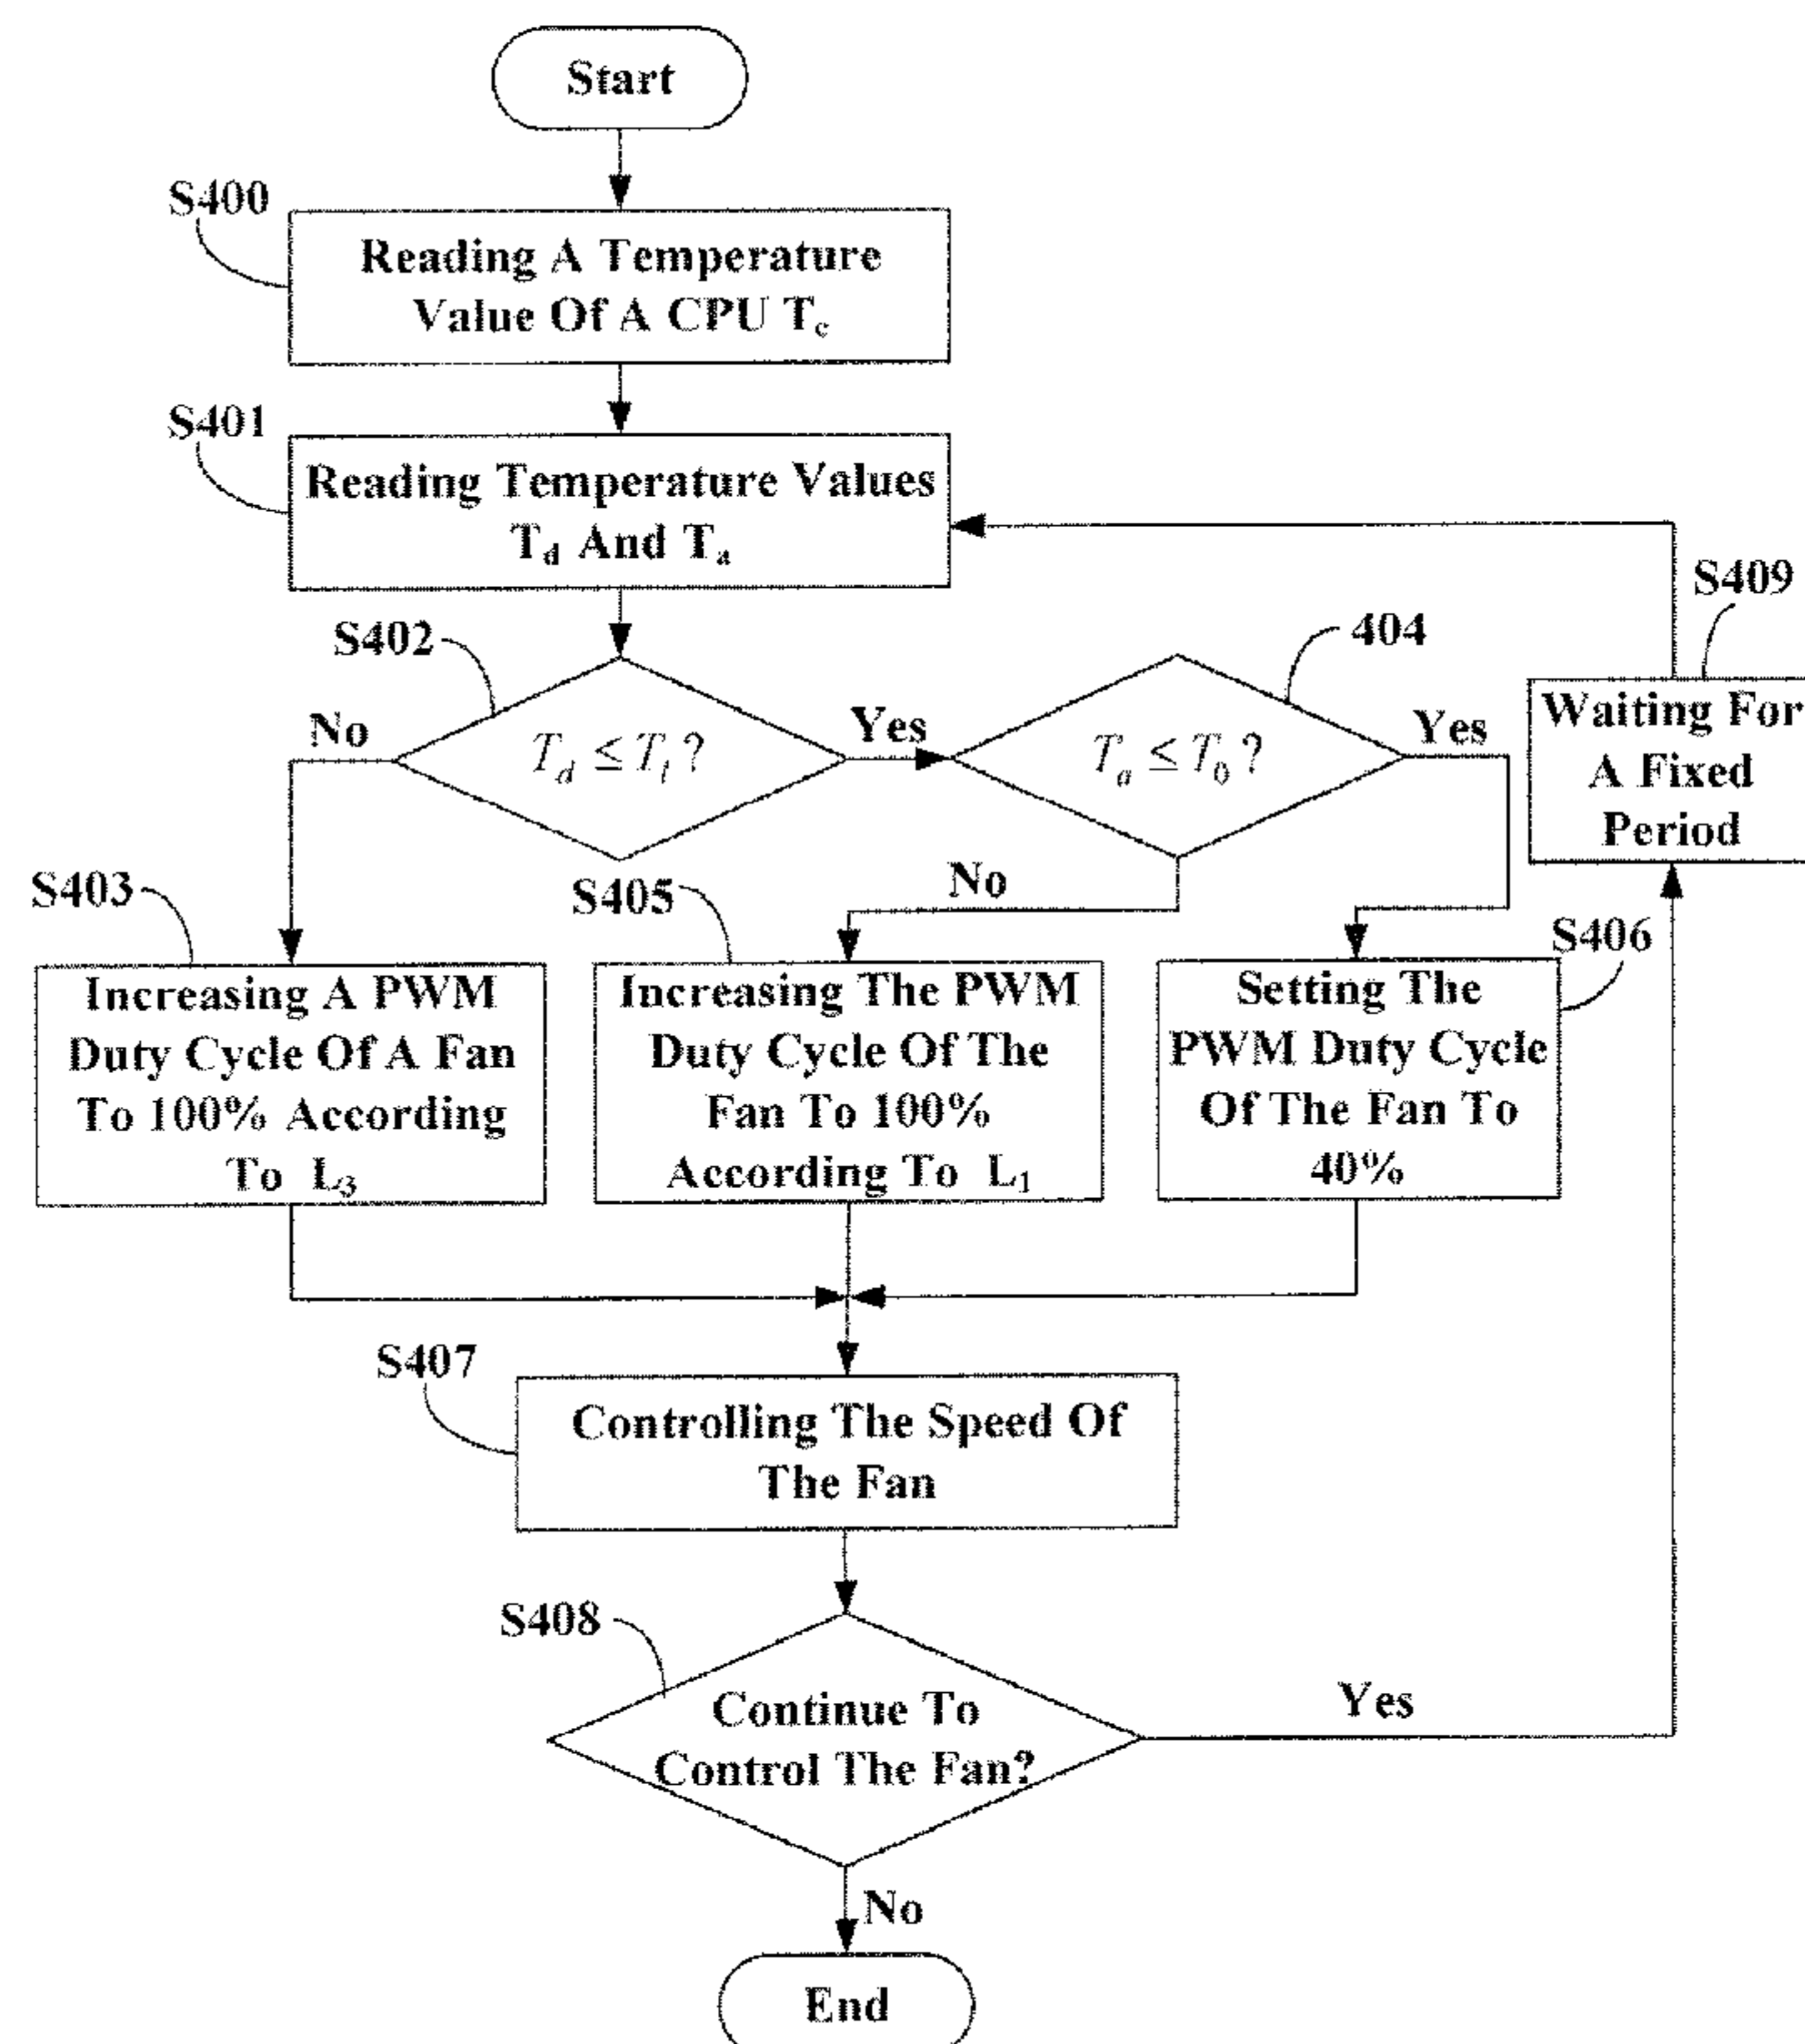 Start
S400
Reading A Temperature
Value Of A CPU Tc
S401
Reading Temperature Values
Td And Ta
S409
Waiting For
A Fixed
Period
S402
Td ≤ Tt ?
No
Yes
404
Ta ≤ T0 ?
Yes
No
S403
Increasing A PWM
Duty Cycle Of A Fan
To 100% According
To L3
S405
Increasing The PWM
Duty Cycle Of The
Fan To 100%
According To L1
S406
Setting The
PWM Duty Cycle
Of The Fan To
40%
S407
Controlling The Speed Of
The Fan
S408
Continue To
Control The Fan?
Yes
No
End